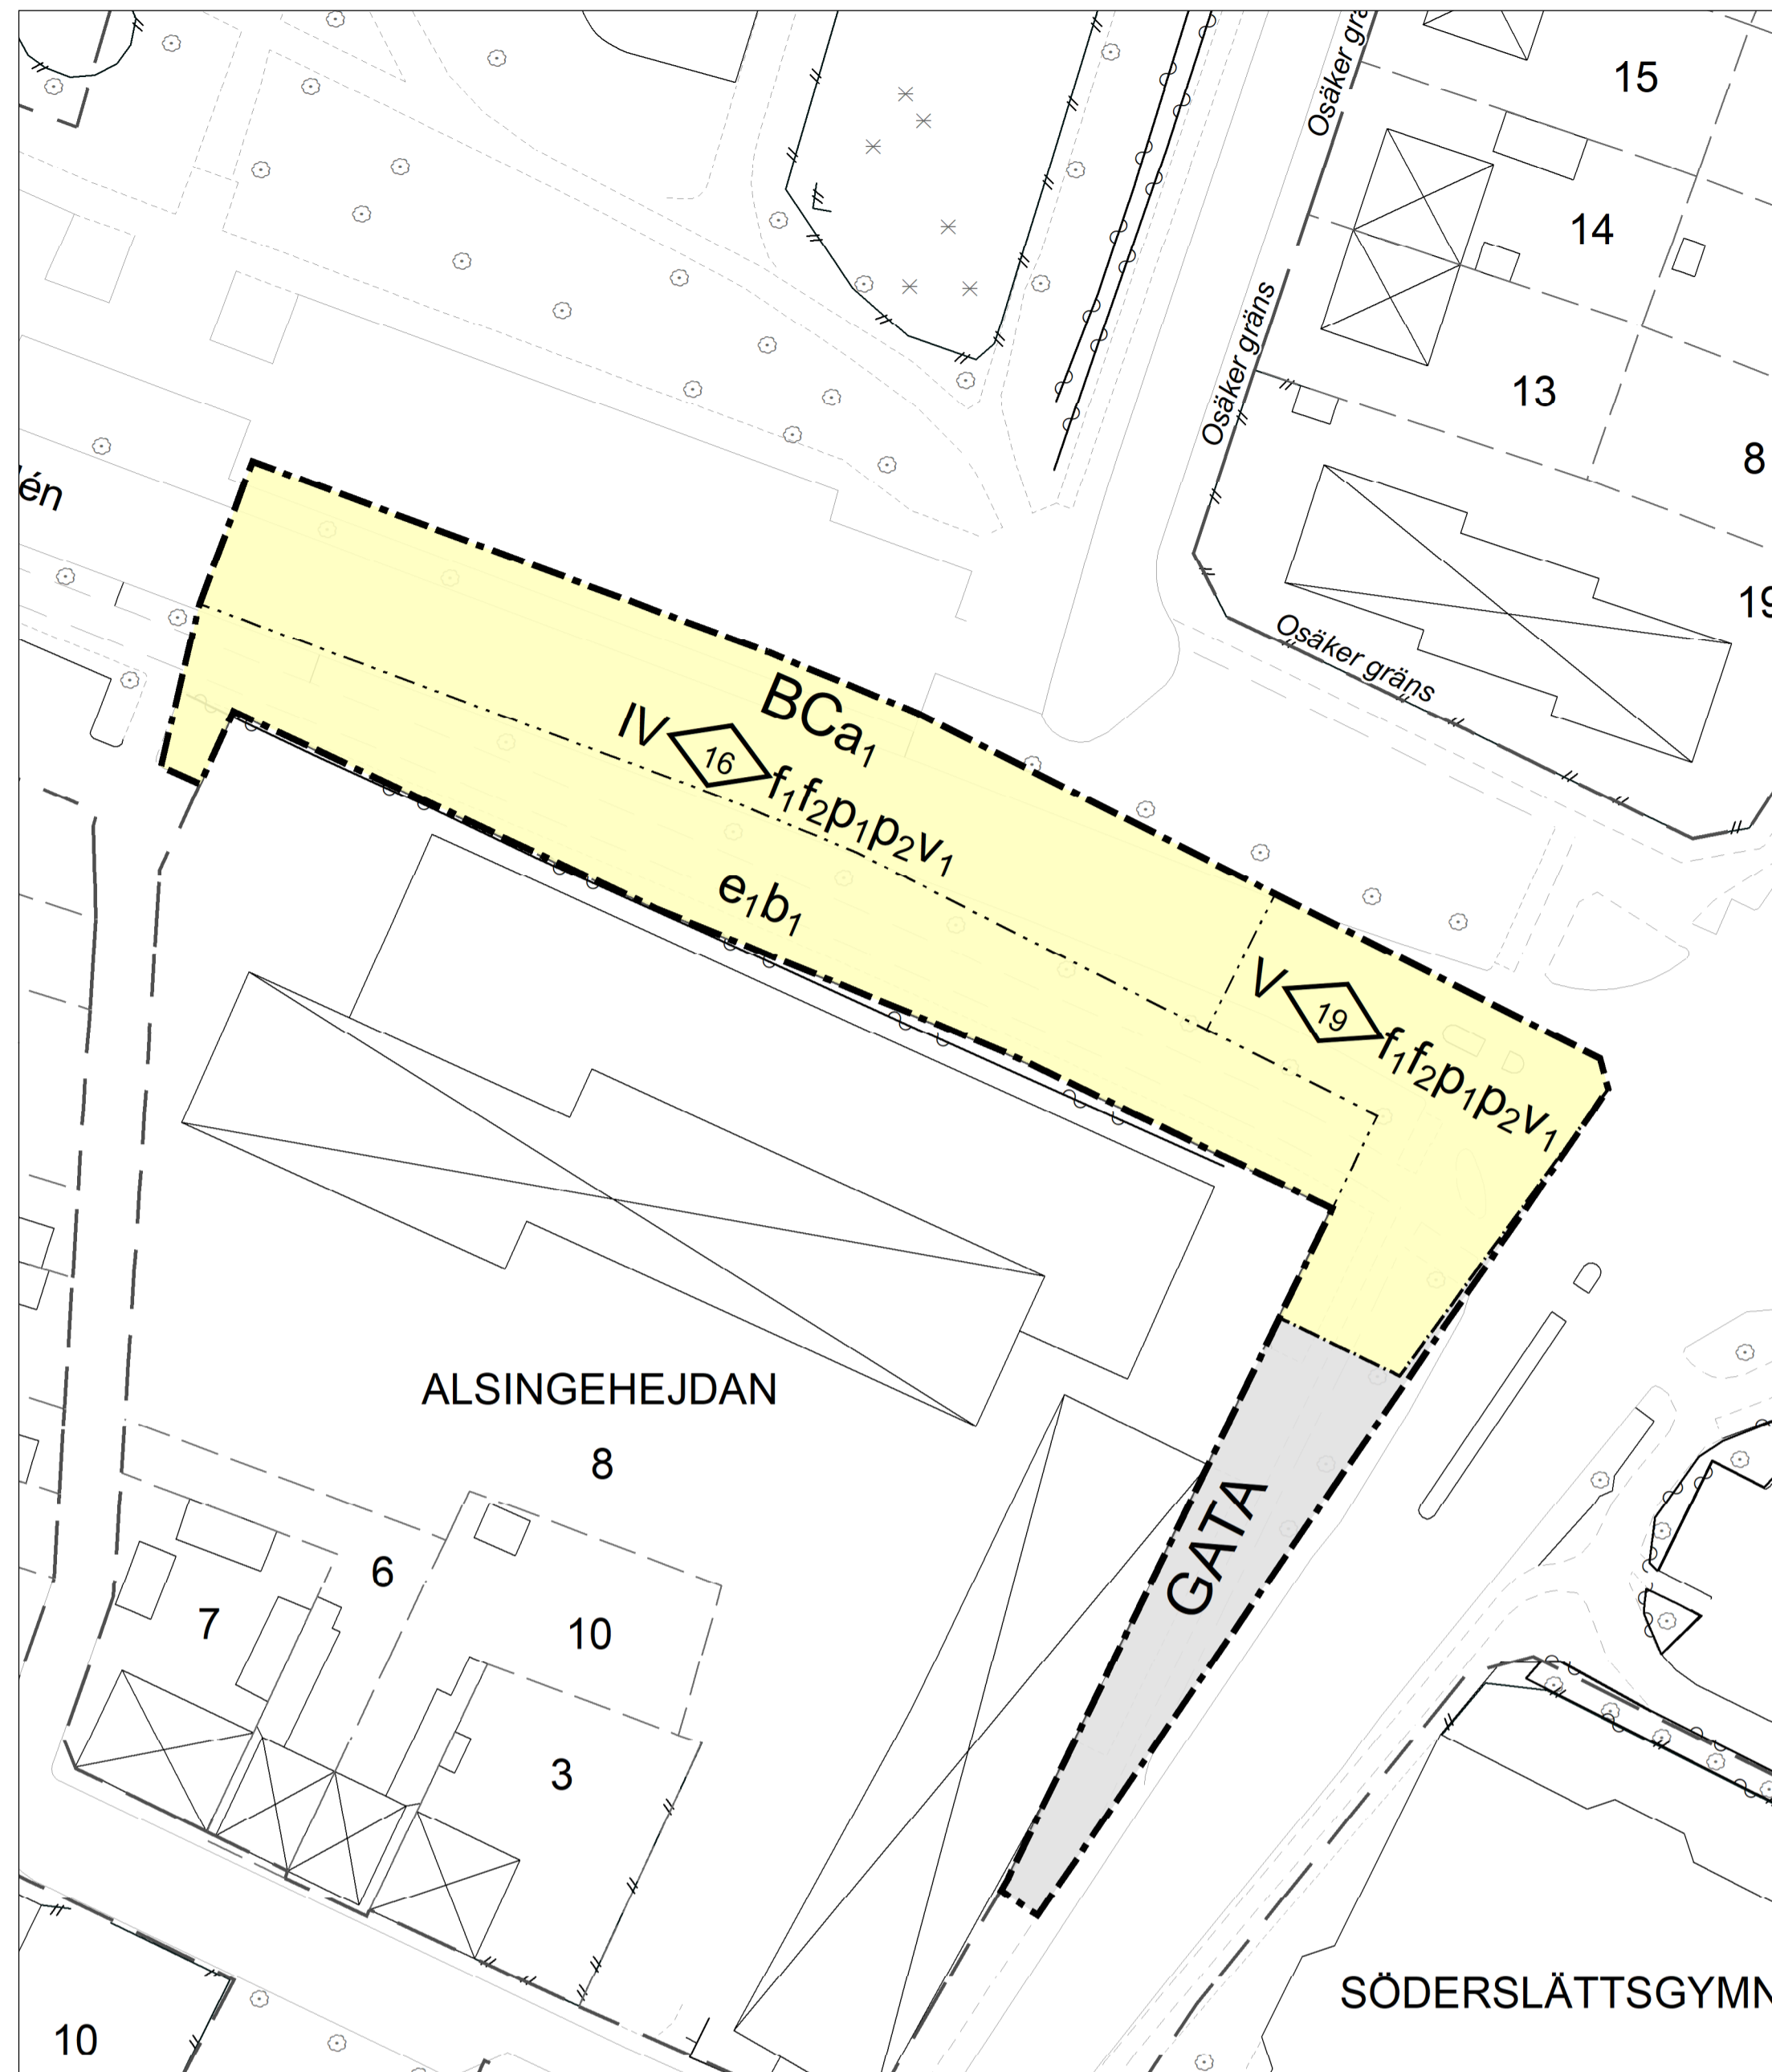 Osäker grä
15
14
Osäker gräns
13
8
én
19
Osäker gräns
BCa₁
IV 16 f₁f₂p₁p₂v₁
e₁b₁
V 19 f₁f₂p₁p₂v₁
ALSINGEHEJDAN
8
GATA
6
7
10
3
SÖDERSLÄTTSGYMN
10